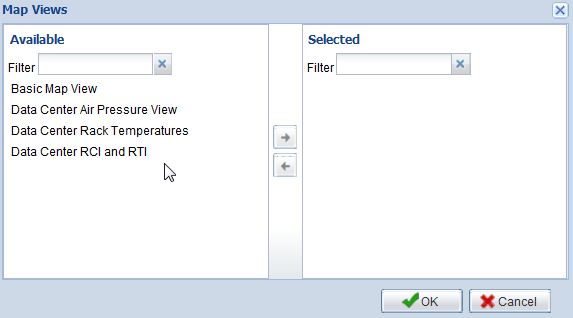 Map Views
Available
Selected
Filter
Filter
Basic Map View
Data Center Air Pressure View
Data Center Rack Temperatures
Data Center RCI and RTI
OK
Cancel